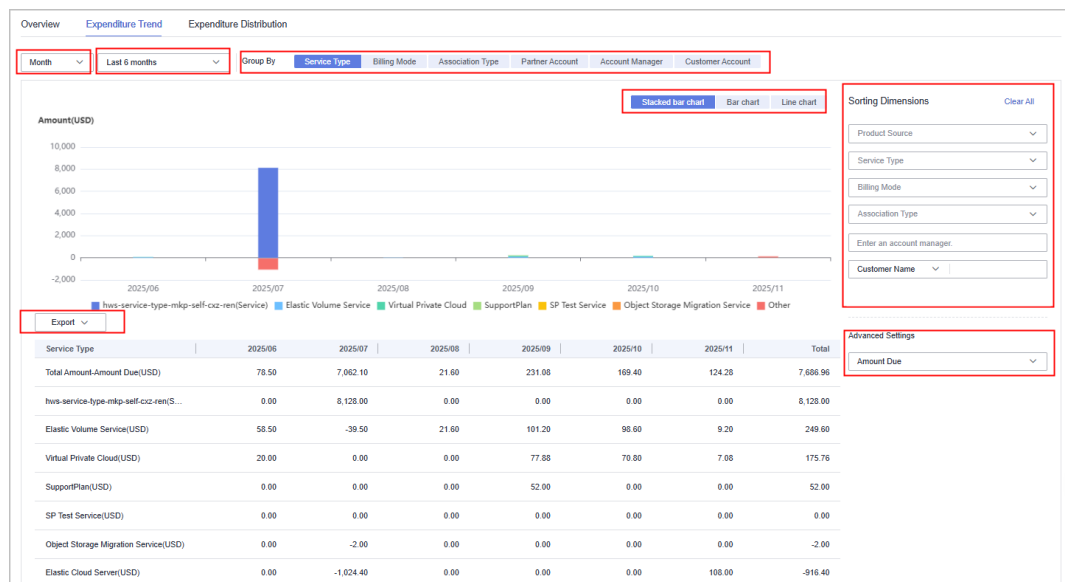 Overview Expenditure Trend Expenditure Distribution
Month Last 6 months Group By Service Type Billing Mode Association Type Partner Account Account Manager Customer Account
Stacked bar chart Bar chart Line chart
Sorting Dimensions Clear All
Product Source
Service Type
Billing Mode
Association Type
Enter an account manager.
Customer Name
Amount(USD)
10,000
8,000
6,000
4,000
2,000
0
-2,000
2025/06 2025/07 2025/08 2025/09 2025/10 2025/11
hws-service-type-mkp-self-cxz-ren(Service) Elastic Volume Service Virtual Private Cloud SupportPlan SP Test Service Object Storage Migration Service Other
Export
Advanced Settings
Amount Due
Service Type 2025/06 2025/07 2025/08 2025/09 2025/10 2025/11 Total
Total Amount-Amount Due(USD) 78.50 7,062.10 21.60 231.08 169.40 124.28 7,686.96
hws-service-type-mkp-self-cxz-ren(S... 0.00 8,128.00 0.00 0.00 0.00 0.00 8,128.00
Elastic Volume Service(USD) 58.50 -39.50 21.60 101.20 98.60 9.20 249.60
Virtual Private Cloud(USD) 20.00 0.00 0.00 77.88 70.80 7.08 175.76
SupportPlan(USD) 0.00 0.00 0.00 52.00 0.00 0.00 52.00
SP Test Service(USD) 0.00 0.00 0.00 0.00 0.00 0.00 0.00
Object Storage Migration Service(USD) 0.00 -2.00 0.00 0.00 0.00 0.00 -2.00
Elastic Cloud Server(USD) 0.00 -1,024.40 0.00 0.00 0.00 108.00 -916.40